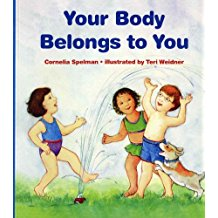 Your Body
Belongs to You
Cornelia Spelman • illustrated by Teri Weidner